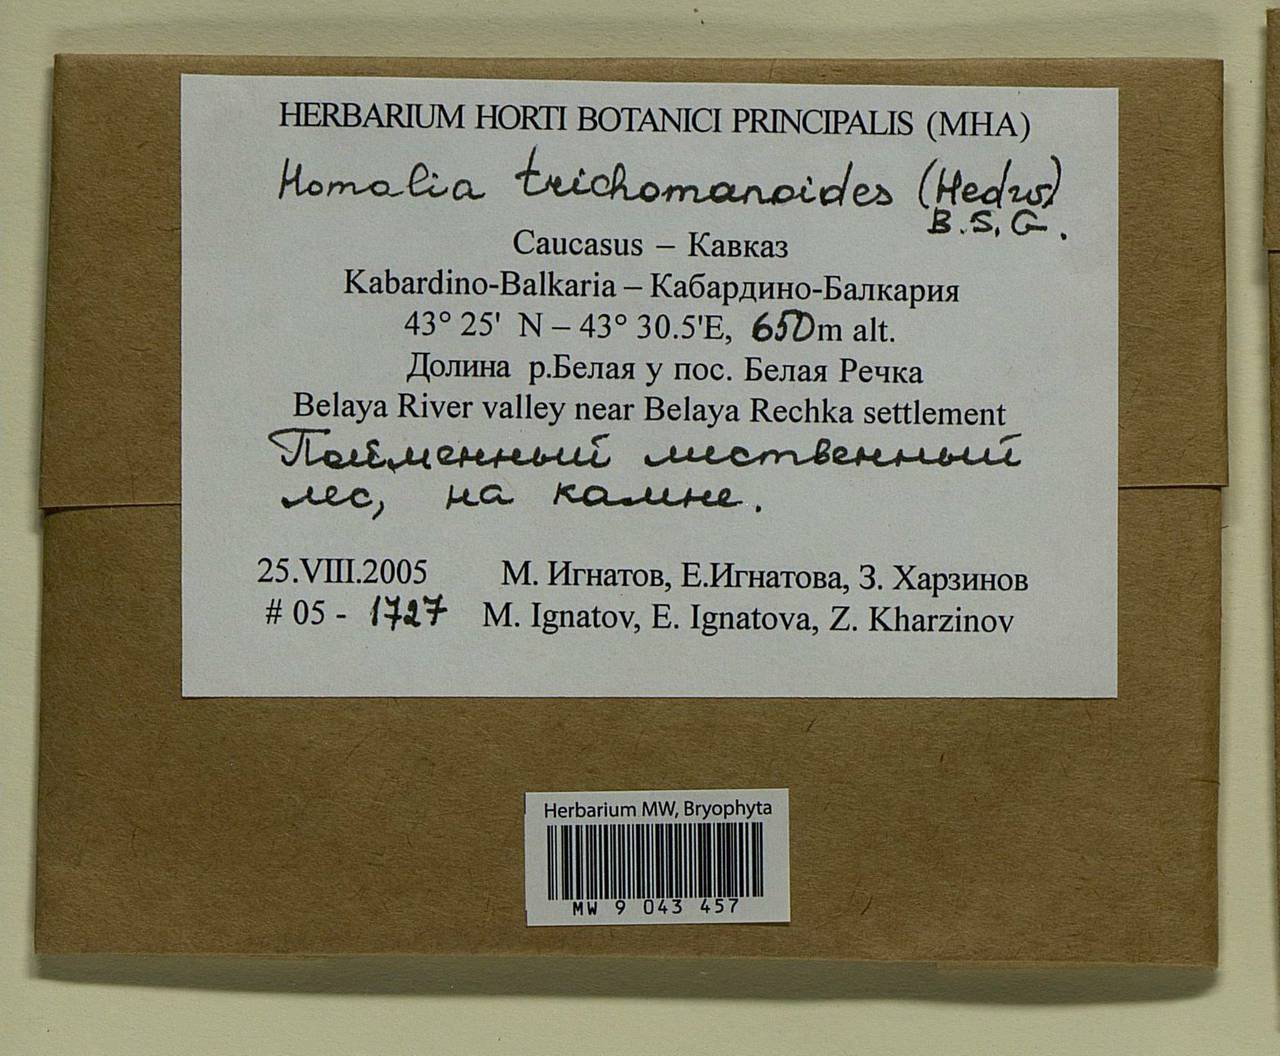 HERBARIUM HORTI BOTANICI PRINCIPALIS (MHA)
Homalia trichomanoides (Hedw)
B.S.G.
Caucasus – Кавказ
Kabardino-Balkaria – Кабардино-Балкария
43° 25' N – 43° 30.5'E, 650m alt.
Долина р.Белая у пос. Белая Речка
Belaya River valley near Belaya Rechka settlement
Пойменный лиственный
лес, на камне.
25.VIII.2005 М. Игнатов, Е.Игнатова, З. Харзинов
# 05 - 1727 M. Ignatov, E. Ignatova, Z. Kharzinov
Herbarium MW, Bryophyta
MW 9 043 457